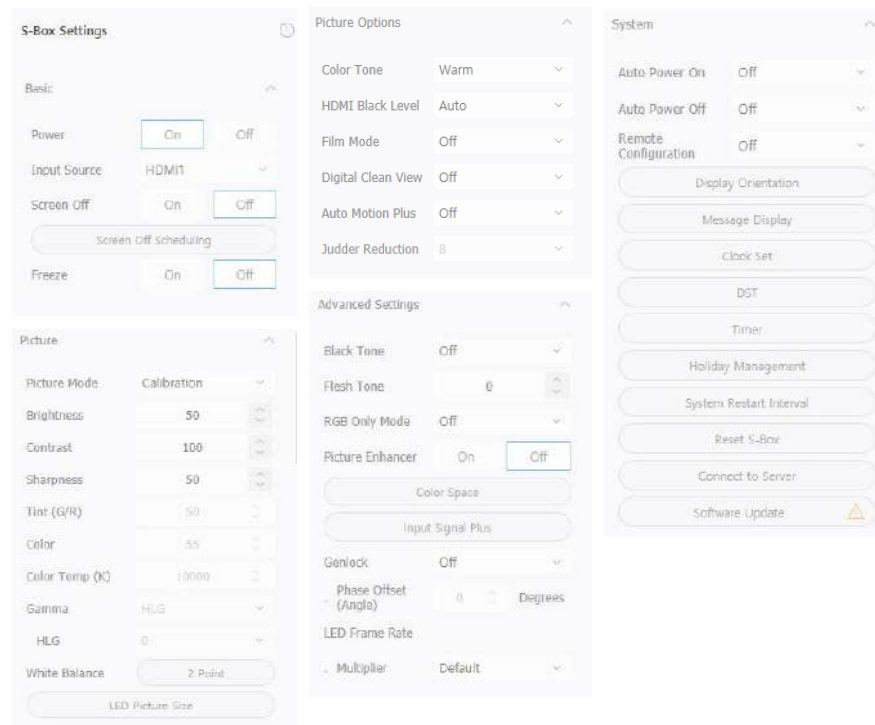 S-Box Settings
Basic
Power On Off
Input Source HDMI1
Screen Off On Off
Screen Off Scheduling
Freeze On Off
Picture
Picture Mode Calibration
Brightness 50
Contrast 100
Sharpness 50
Tint (G/R) 50
Color 55
Color Temp (K) 10000
Gamma HLG
HLG 0
White Balance 2 Point
LED Picture Size
Picture Options
Color Tone Warm
HDMI Black Level Auto
Film Mode Off
Digital Clean View Off
Auto Motion Plus Off
Judder Reduction 8
Advanced Settings
Black Tone Off
Flesh Tone 0
RGB Only Mode Off
Picture Enhancer On Off
Color Space
Input Signal Plus
Genlock Off
Phase Offset
(Angle) 0 Degrees
LED Frame Rate
Multiplier Default
System
Auto Power On Off
Auto Power Off Off
Remote
Configuration Off
Display Orientation
Message Display
Clock Set
DST
Timer
Holiday Management
System Restart Interval
Reset S-Box
Connect to Server
Software Update